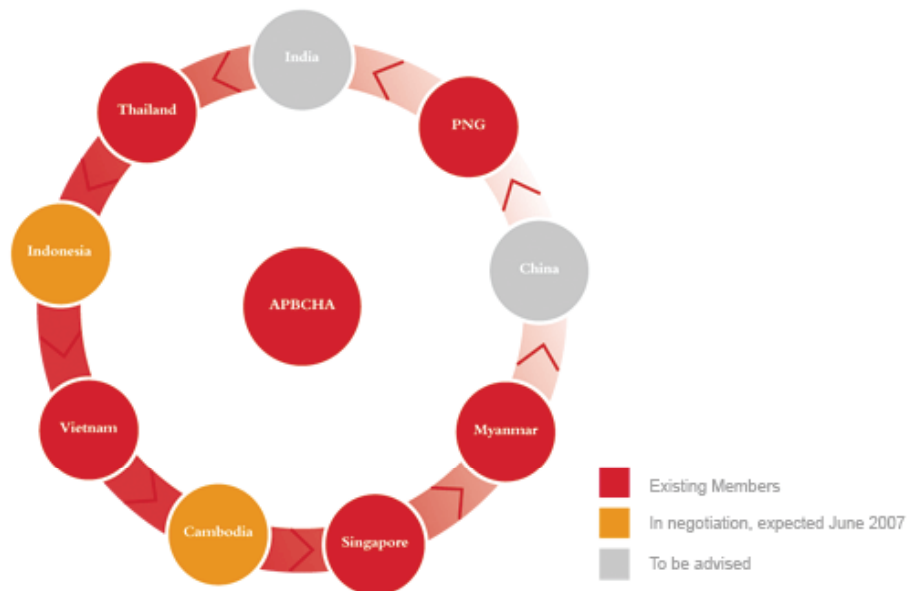 India
Thailand
PNG
Indonesia
China
APBCHA
Vietnam
Myanmar
Cambodia
Singapore
Existing Members
In negotiation, expected June 2007
To be advised